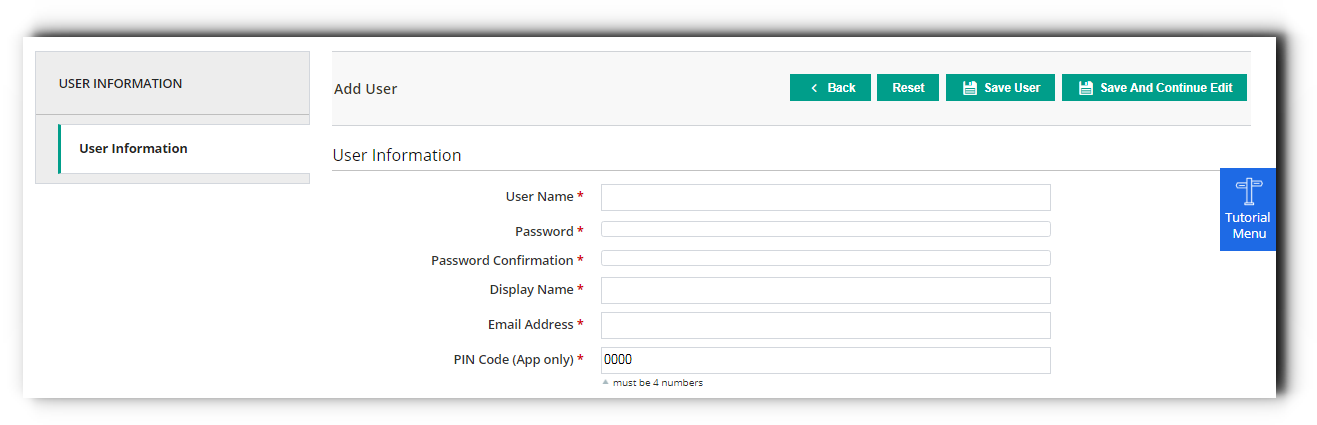 USER INFORMATION
User Information
Add User
Back
Reset
Save User
Save And Continue Edit
User Information
User Name *
Password *
Password Confirmation *
Display Name *
Email Address *
PIN Code (App only) * 0000
must be 4 numbers
Tutorial
Menu